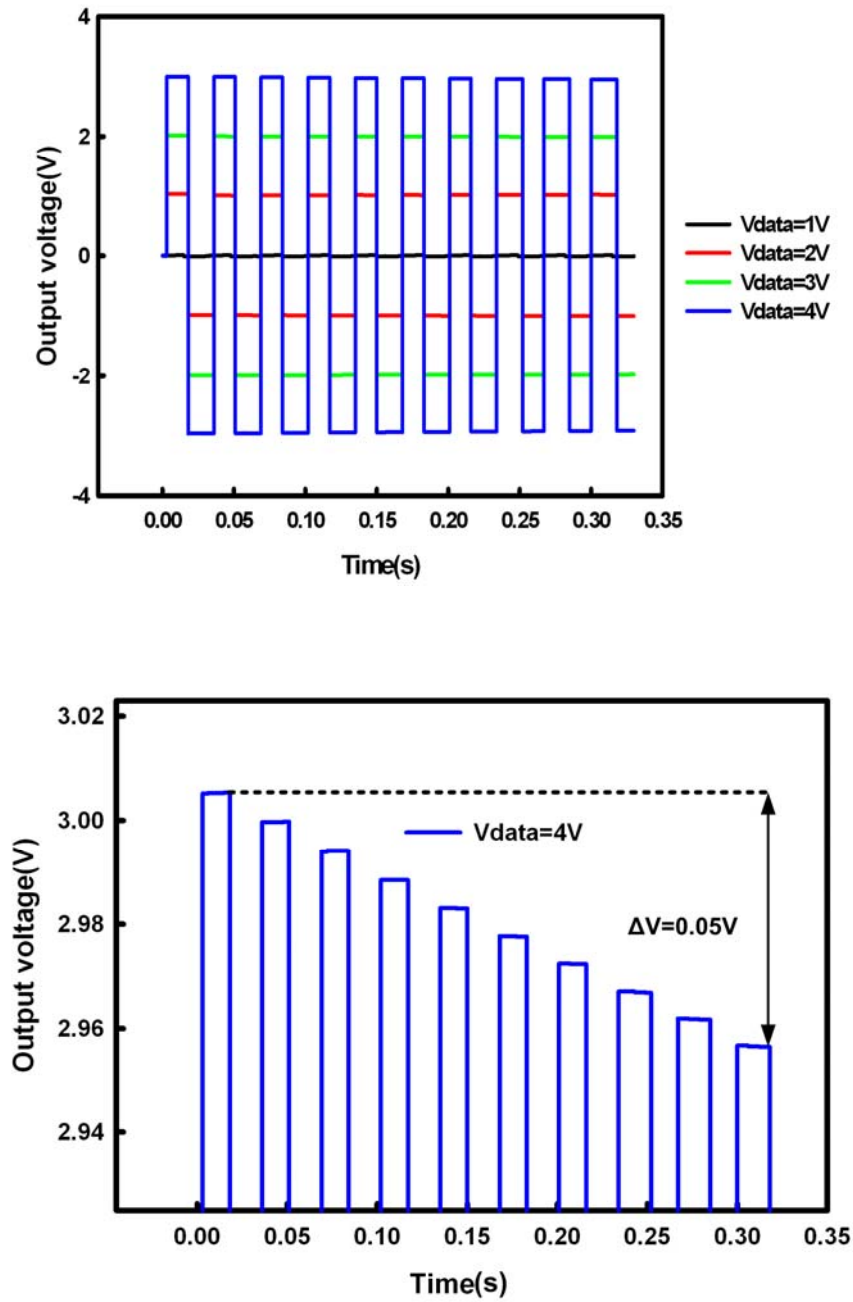 4
2
0
-2
-4
Output voltage(V)
0.00 0.05 0.10 0.15 0.20 0.25 0.30 0.35
Time(s)
Vdata=1V
Vdata=2V
Vdata=3V
Vdata=4V
3.02
3.00
2.98
2.96
2.94
Output voltage(V)
Vdata=4V
ΔV=0.05V
0.00 0.05 0.10 0.15 0.20 0.25 0.30 0.35
Time(s)